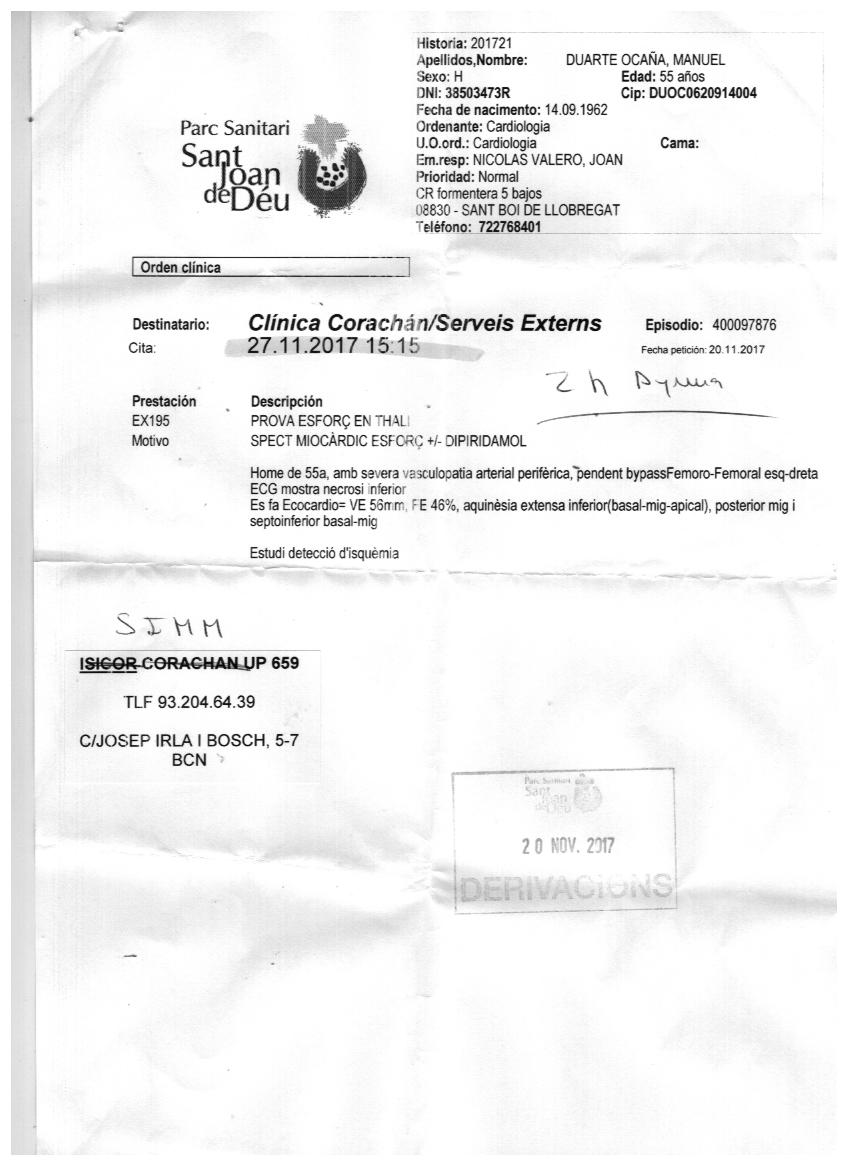 Historia: 201721
Apellidos,Nombre: DUARTE OCAÑA, MANUEL
Sexo: H Edad: 55 años
DNI: 38503473R Cip: DUOC0620914004
Fecha de nacimento: 14.09.1962
Ordenante: Cardiologia
U.O.ord.: Cardiologia Cama:
Em.resp: NICOLAS VALERO, JOAN
Prioridad: Normal
CR formentera 5 bajos
08830 - SANT BOI DE LLOBREGAT
Teléfono: 722768401
Parc Sanitari
Sant
Joan
de Déu
Orden clínica
Destinatario: Clínica Corachán/Serveis Externs Episodio: 400097876
Cita: 27.11.2017 15:15 Fecha petición: 20.11.2017
2 h
Prestación Descripción
EX195 PROVA ESFORÇ EN THALI
Motivo SPECT MIOCÀRDIC ESFORÇ +/- DIPIRIDAMOL
Home de 55a, amb severa vasculopatia arterial perifèrica, pendent bypassFemoro-Femoral esq-dreta
ECG mostra necrosi inferior
Es fa Ecocardio= VE 56mm, FE 46%, aquinèsia extensa inferior(basal-mig-apical), posterior mig i
septoinferior basal-mig
Estudi detecció d'isquèmia
SIMM
ISICOR CORACHAN UP 659
TLF 93.204.64.39
C/JOSEP IRLA I BOSCH, 5-7
BCN
Parc Sanitari
Sant
Joan
de Déu
20 NOV. 2017
DERIVACIONS